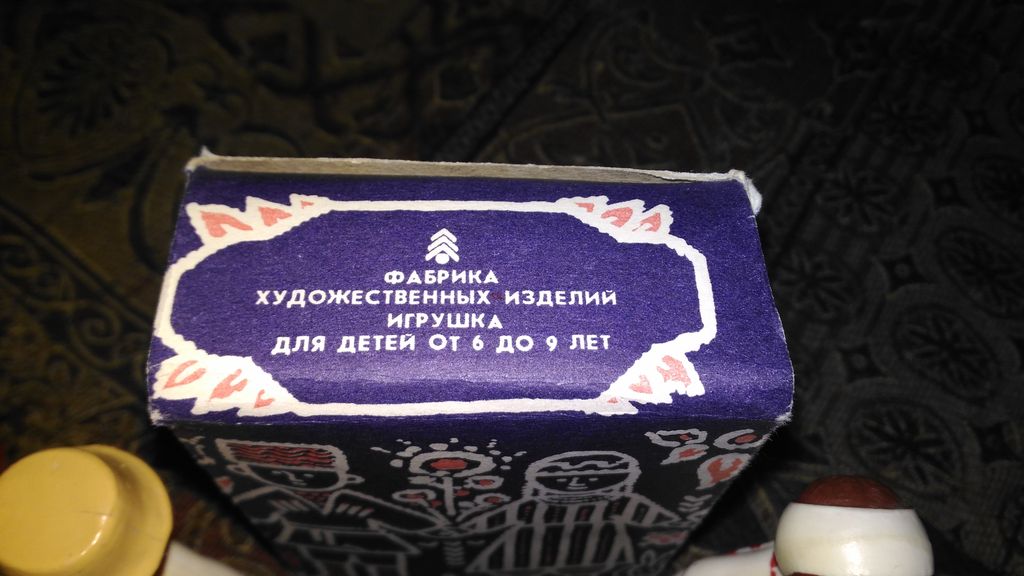 ФАБРИКА
ХУДОЖЕСТВЕННЫХ ИЗДЕЛИЙ
ИГРУШКА
ДЛЯ ДЕТЕЙ ОТ 6 ДО 9 ЛЕТ